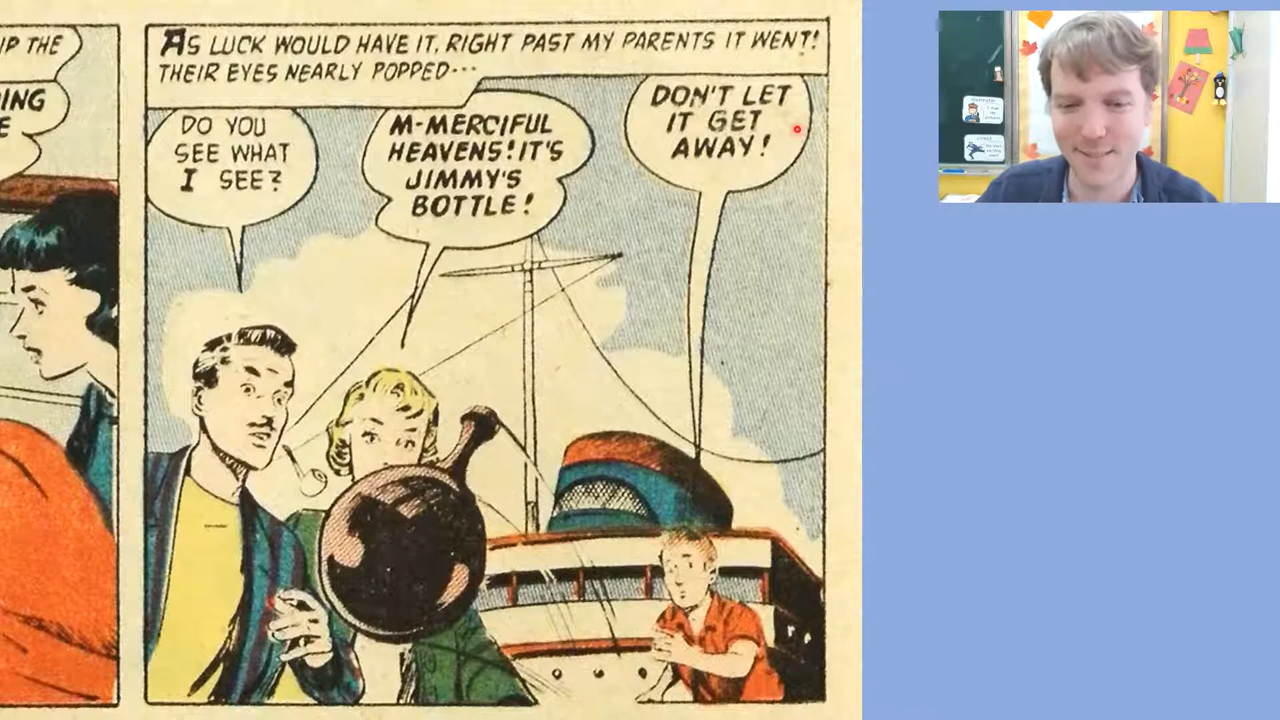 IP THE
ING
E
AS LUCK WOULD HAVE IT, RIGHT PAST MY PARENTS IT WENT!
THEIR EYES NEARLY POPPED---
DO YOU
SEE WHAT
I SEE?
M-MERCIFUL
HEAVENS! IT'S
JIMMY'S
BOTTLE!
DON'T LET
IT GET
AWAY!